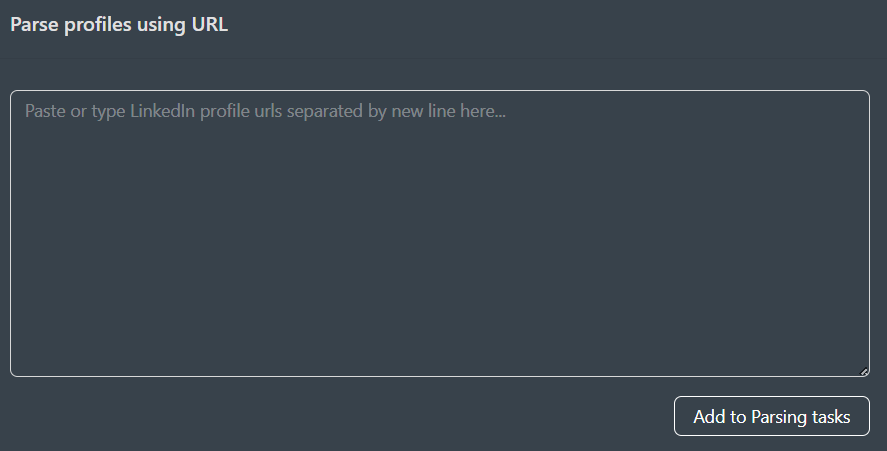 Parse profiles using URL
Paste or type LinkedIn profile urls separated by new line here...
Add to Parsing tasks